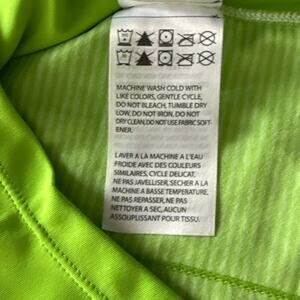 MACHINE WASH COLD WITH
LIKE COLORS, GENTLE CYCLE,
DO NOT BLEACH, TUMBLE DRY
LOW, DO NOT IRON, DO NOT
DRY CLEAN, DO NOT USE FABRIC SOFT-
ENER.
LAVER A LA MACHINE A L'EAU
FROIDE AVEC DES COULEURS
SIMILAIRES, CYCLE DELICAT,
NE PAS JAVELLISER, SECHER A LA
MACHINE A BASSE TEMPERATURE,
NE PAS REPASSER, NE PAS
NETTOYER A SEC, AUCUN
ASSOUPLISSANT POUR TISSU.